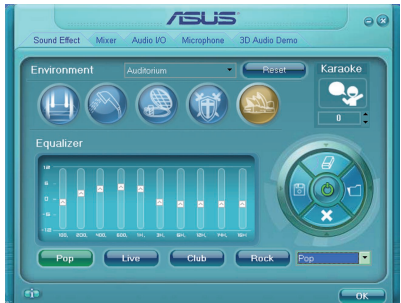 ASUS
Sound Effect Mixer Audio I/O Microphone 3D Audio Demo
Environment Auditorium Reset Karaoke
0
Equalizer
Pop Live Club Rock Pop
OK